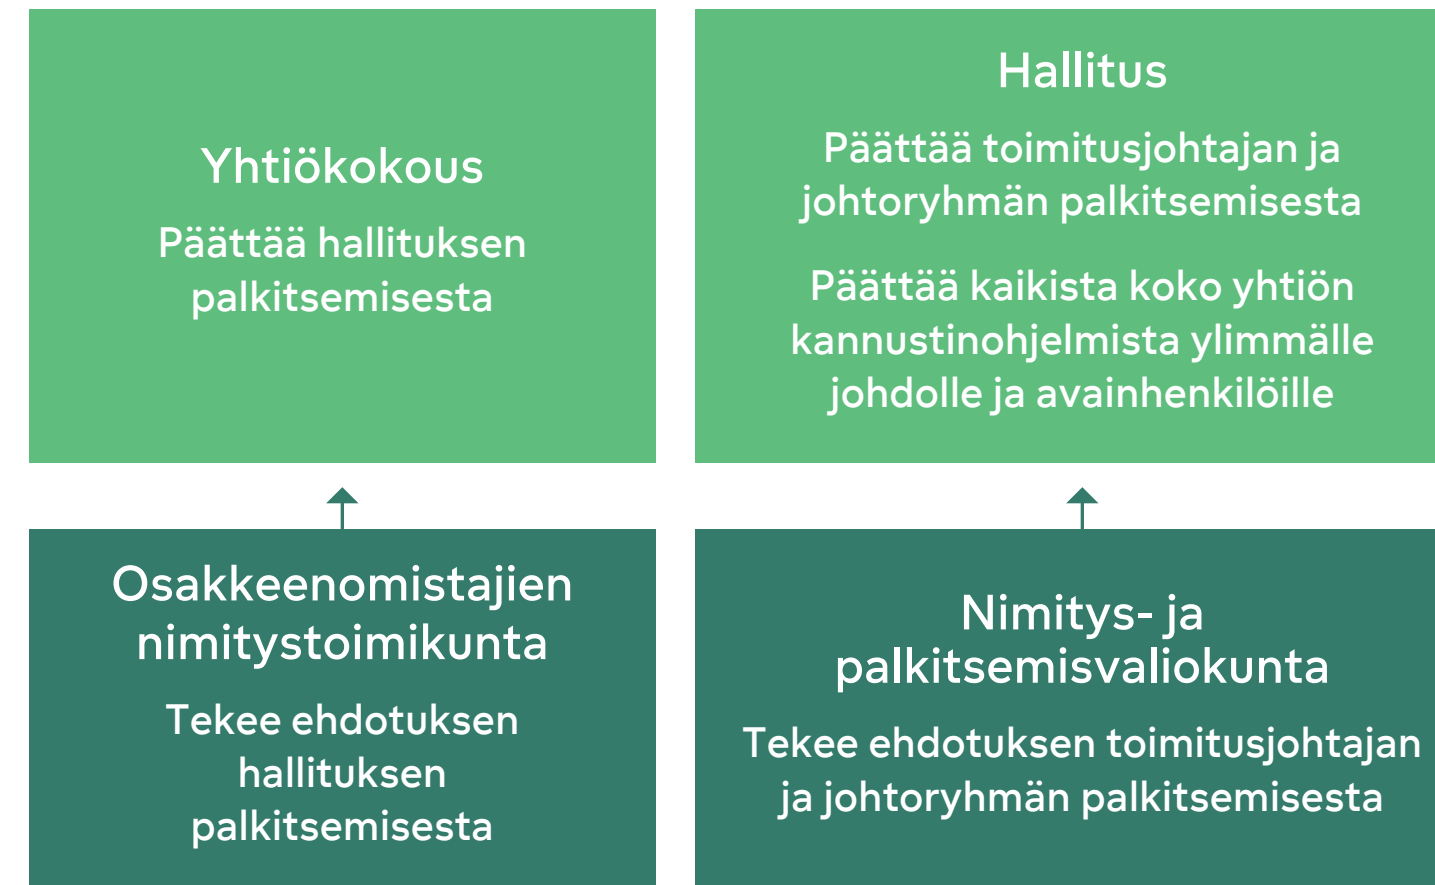 Yhtiökokous
Päättää hallituksen
palkitsemisesta
Hallitus
Päättää toimitusjohtajan ja
johtoryhmän palkitsemisesta
Päättää kaikista koko yhtiön
kannustinohjelmista ylimmälle
johdolle ja avainhenkilöille
Osakkeenomistajien
nimitystoimikunta
Tekee ehdotuksen
hallituksen
palkitsemisesta
Nimitys- ja
palkitsemisvaliokunta
Tekee ehdotuksen toimitusjohtajan
ja johtoryhmän palkitsemisesta